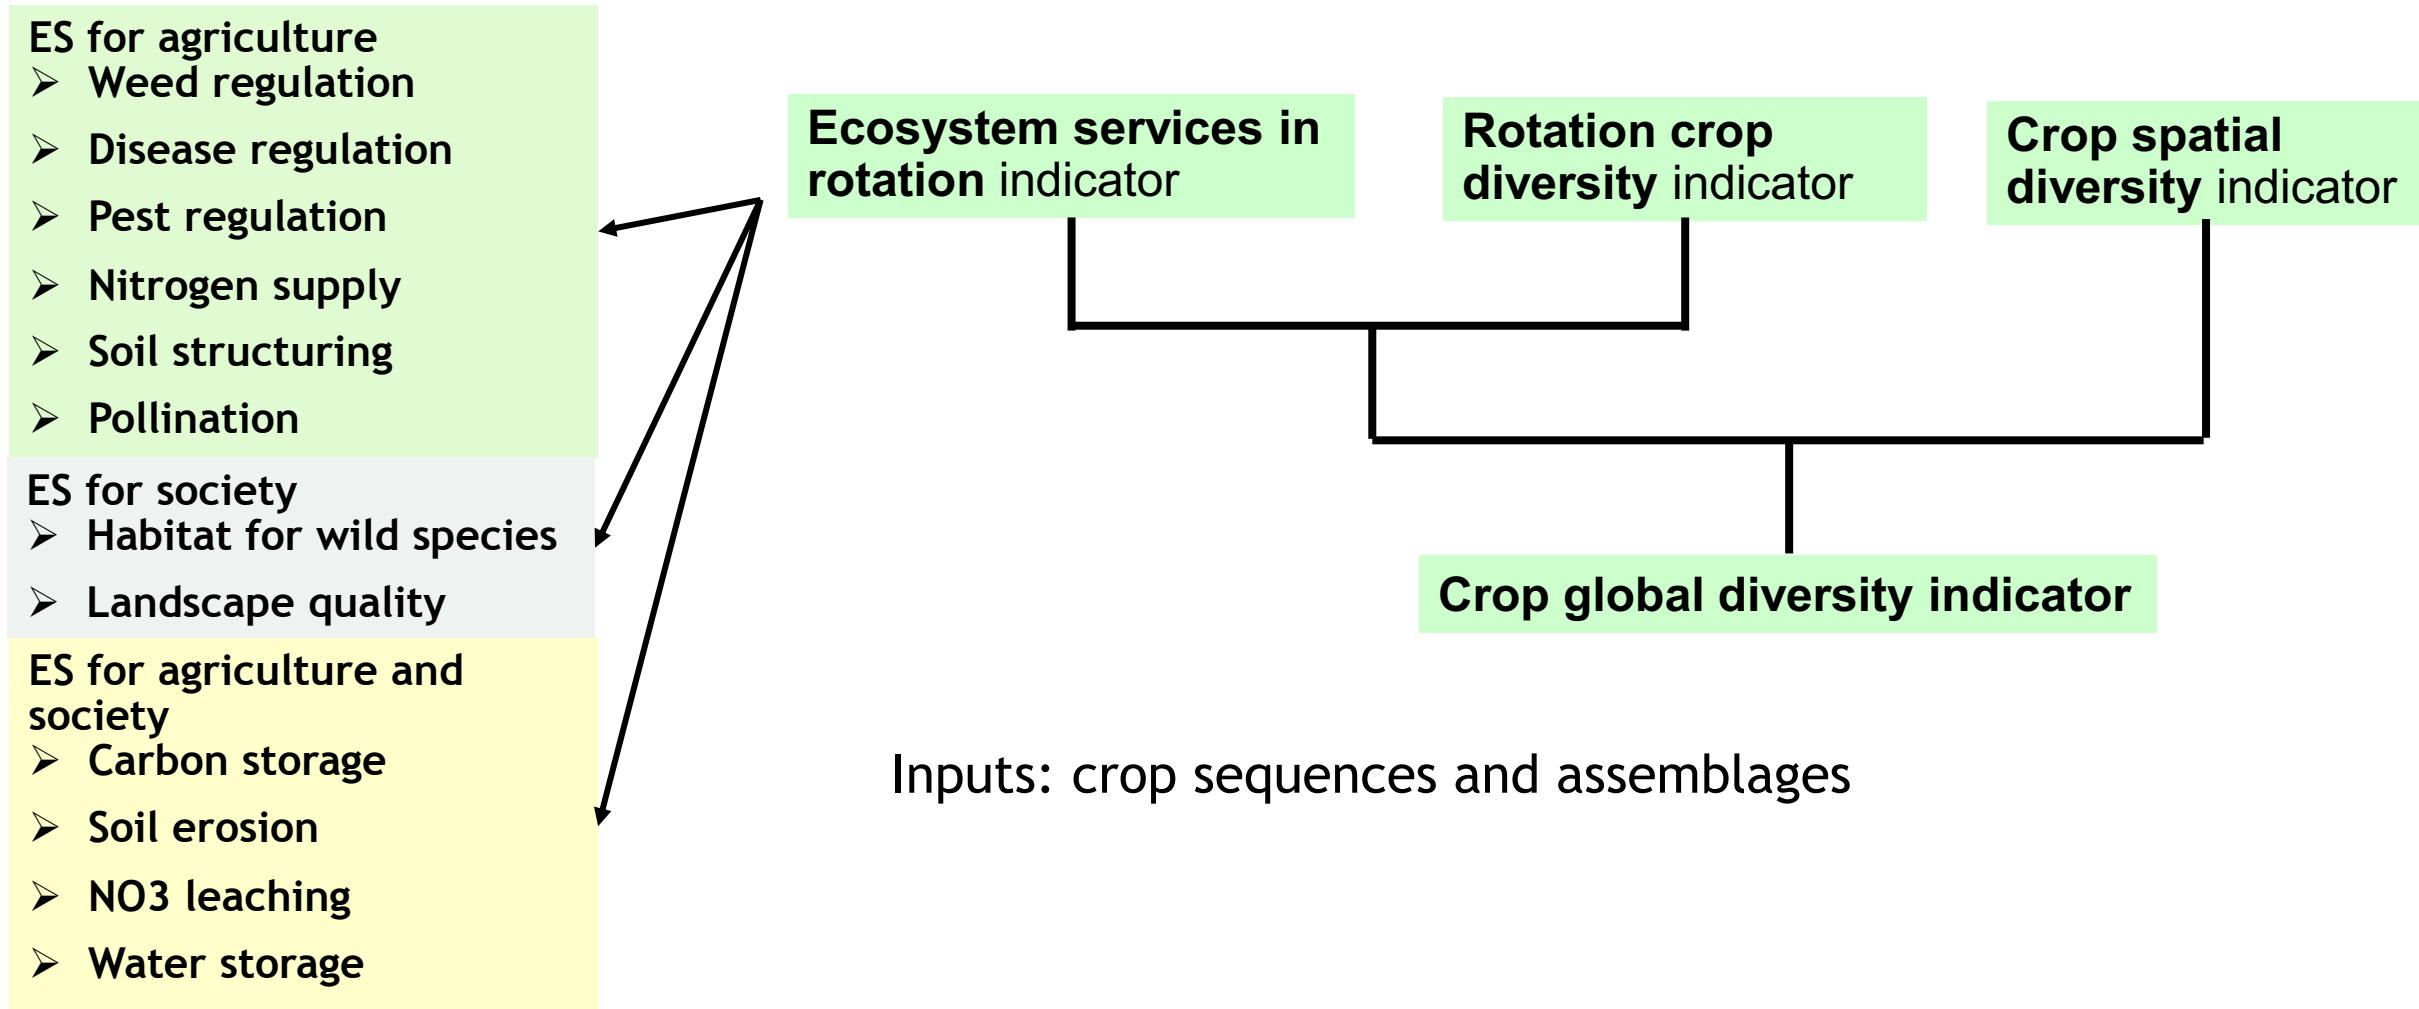 ES for agriculture
➢ Weed regulation
➢ Disease regulation
➢ Pest regulation
➢ Nitrogen supply
➢ Soil structuring
➢ Pollination
ES for society
➢ Habitat for wild species
➢ Landscape quality
ES for agriculture and
society
➢ Carbon storage
➢ Soil erosion
➢ NO3 leaching
➢ Water storage
Ecosystem services in
rotation indicator
Rotation crop
diversity indicator
Crop spatial
diversity indicator
Crop global diversity indicator
Inputs: crop sequences and assemblages